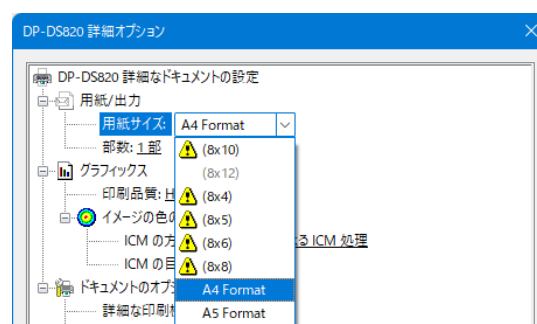 DP-DS820 詳細オプション
DP-DS820 詳細なドキュメントの設定
用紙/出力
用紙サイズ: A4 Format
部数: 1 部
(8x10)
グラフィックス
(8x12)
印刷品質: H
(8x4)
イメージの色の
(8x5)
ICM の方
(8x6)
る ICM 処理
ICM の目
(8x8)
ドキュメントのオプ
A4 Format
詳細な印刷
A5 Format